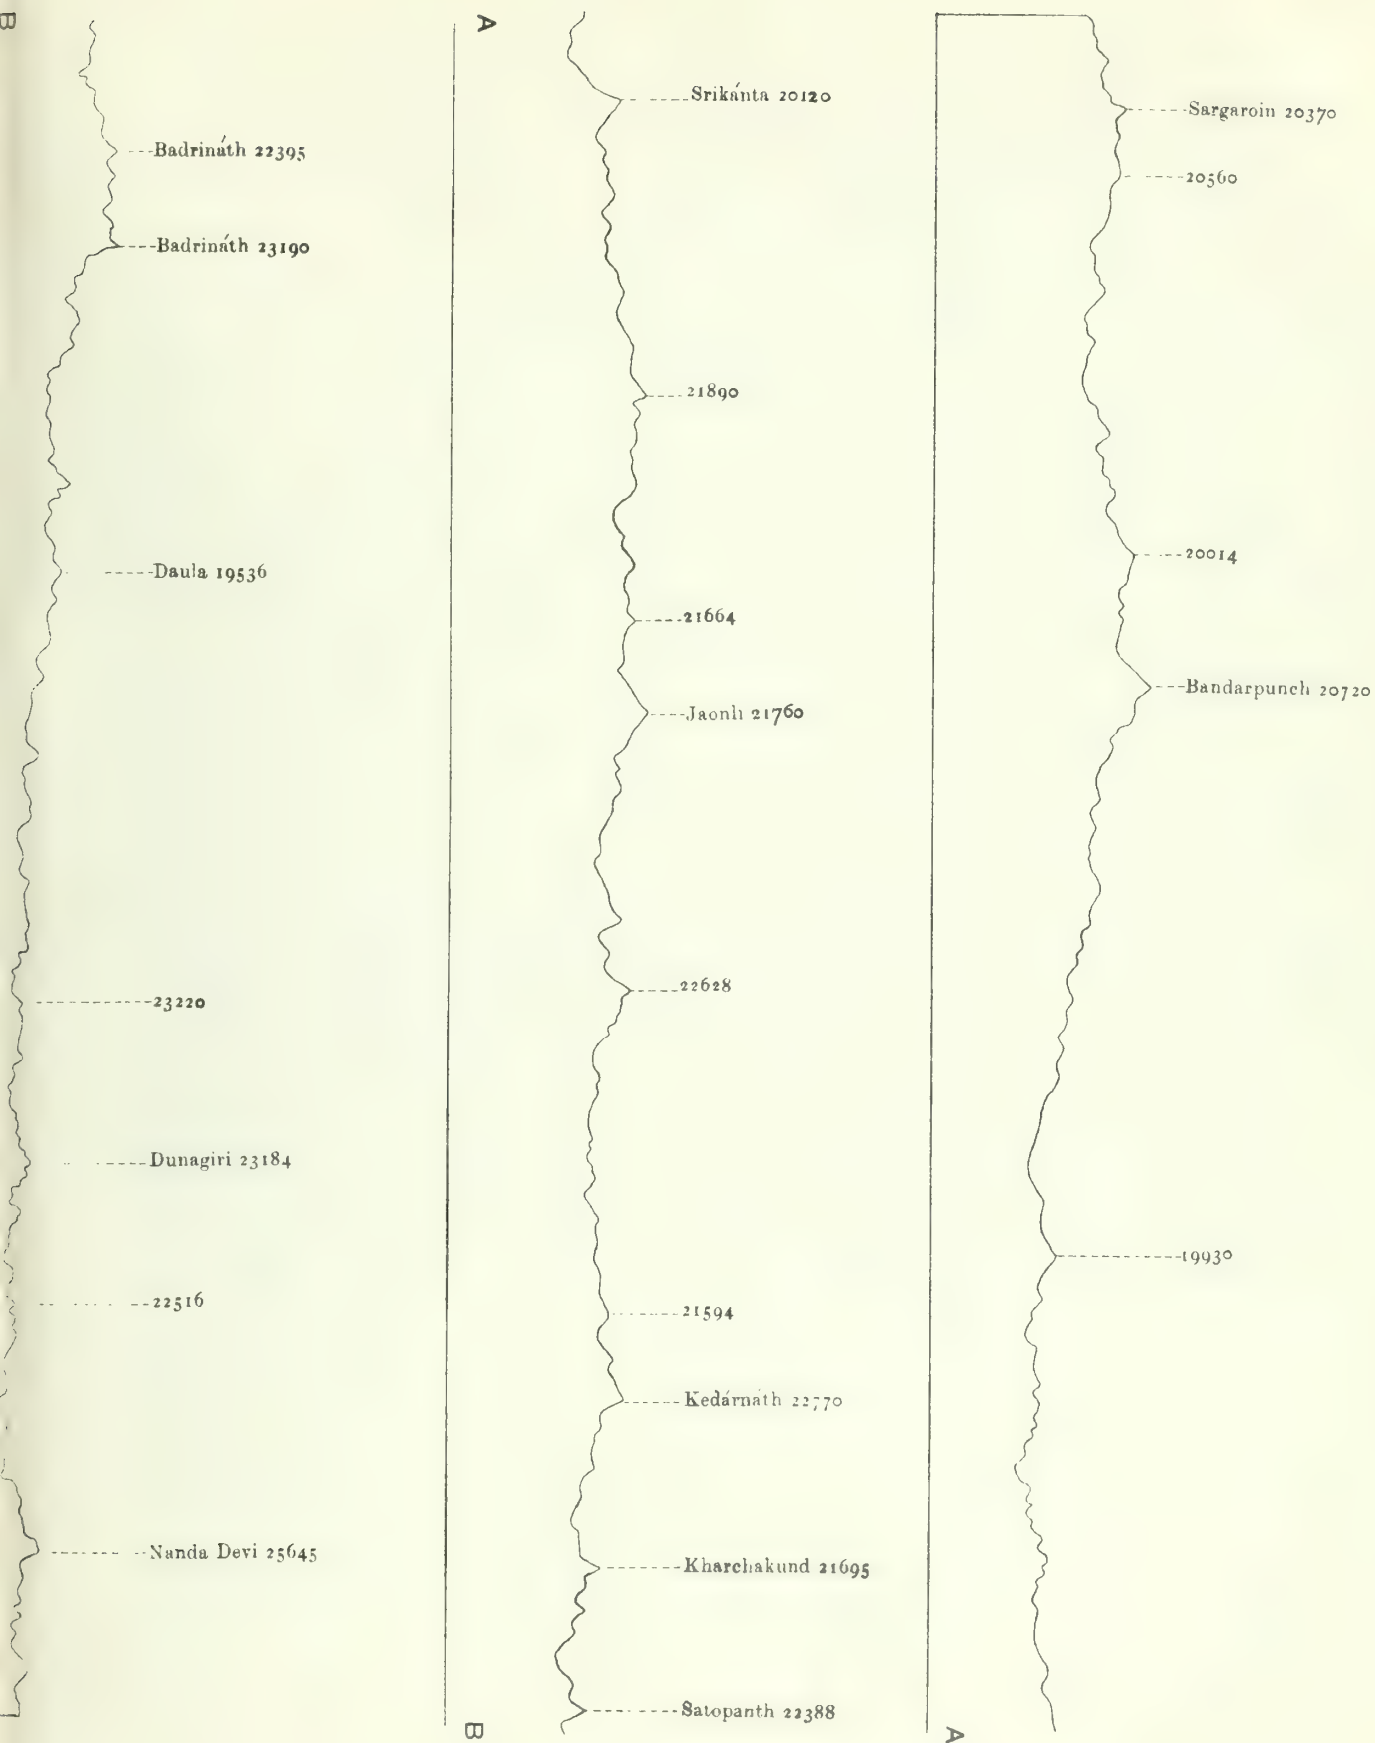 B
Badrináth 22395
Badrináth 23190
Daula 19536
23220
Dunagiri 23184
22516
Nanda Devi 25645
A
Srikánta 20120
21890
21664
Jaonli 21760
22628
21594
Kedárnáth 22770
Kharchakund 21695
Satopanth 22388
B
Sargaroin 20370
20560
20014
Bandarpunch 20720
19930
A